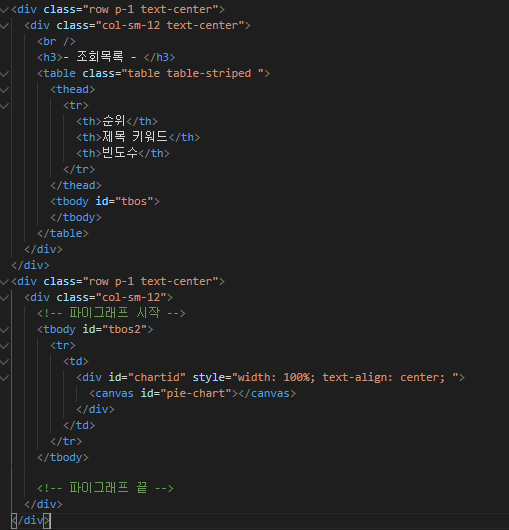 <div class="row p-1 text-center">
<div class="col-sm-12 text-center">
<br />
<h3>- 조회목록 - </h3>
<table class="table table-striped ">
<thead>
<tr>
<th>순위</th>
<th>제목 키워드</th>
<th>빈도수</th>
</tr>
</thead>
<tbody id="tbos">
</tbody>
</table>
</div>
</div>
<div class="row p-1 text-center">
<div class="col-sm-12">
<!-- 파이그래프 시작 -->
<tbody id="tbos2">
<tr>
<td>
<div id="chartid" style="width: 100%; text-align: center; ">
<canvas id="pie-chart"></canvas>
</div>
</td>
</tr>
</tbody>
<!-- 파이그래프 끝 -->
</div>
</div>